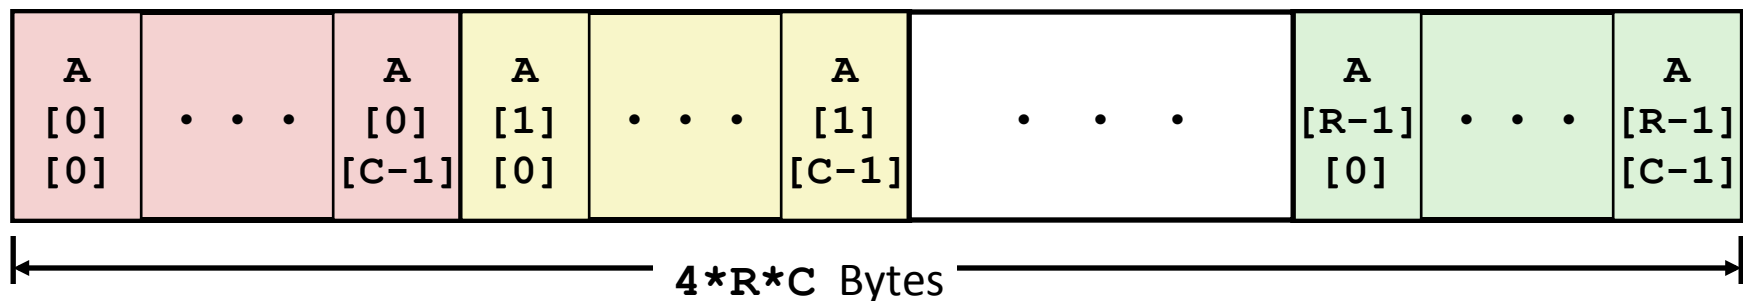 A [0] [0]
• • •
A [0] [C-1]
A [1] [0]
• • •
A [1] [C-1]
• • •
A [R-1] [0]
• • •
A [R-1] [C-1]
4*R*C Bytes